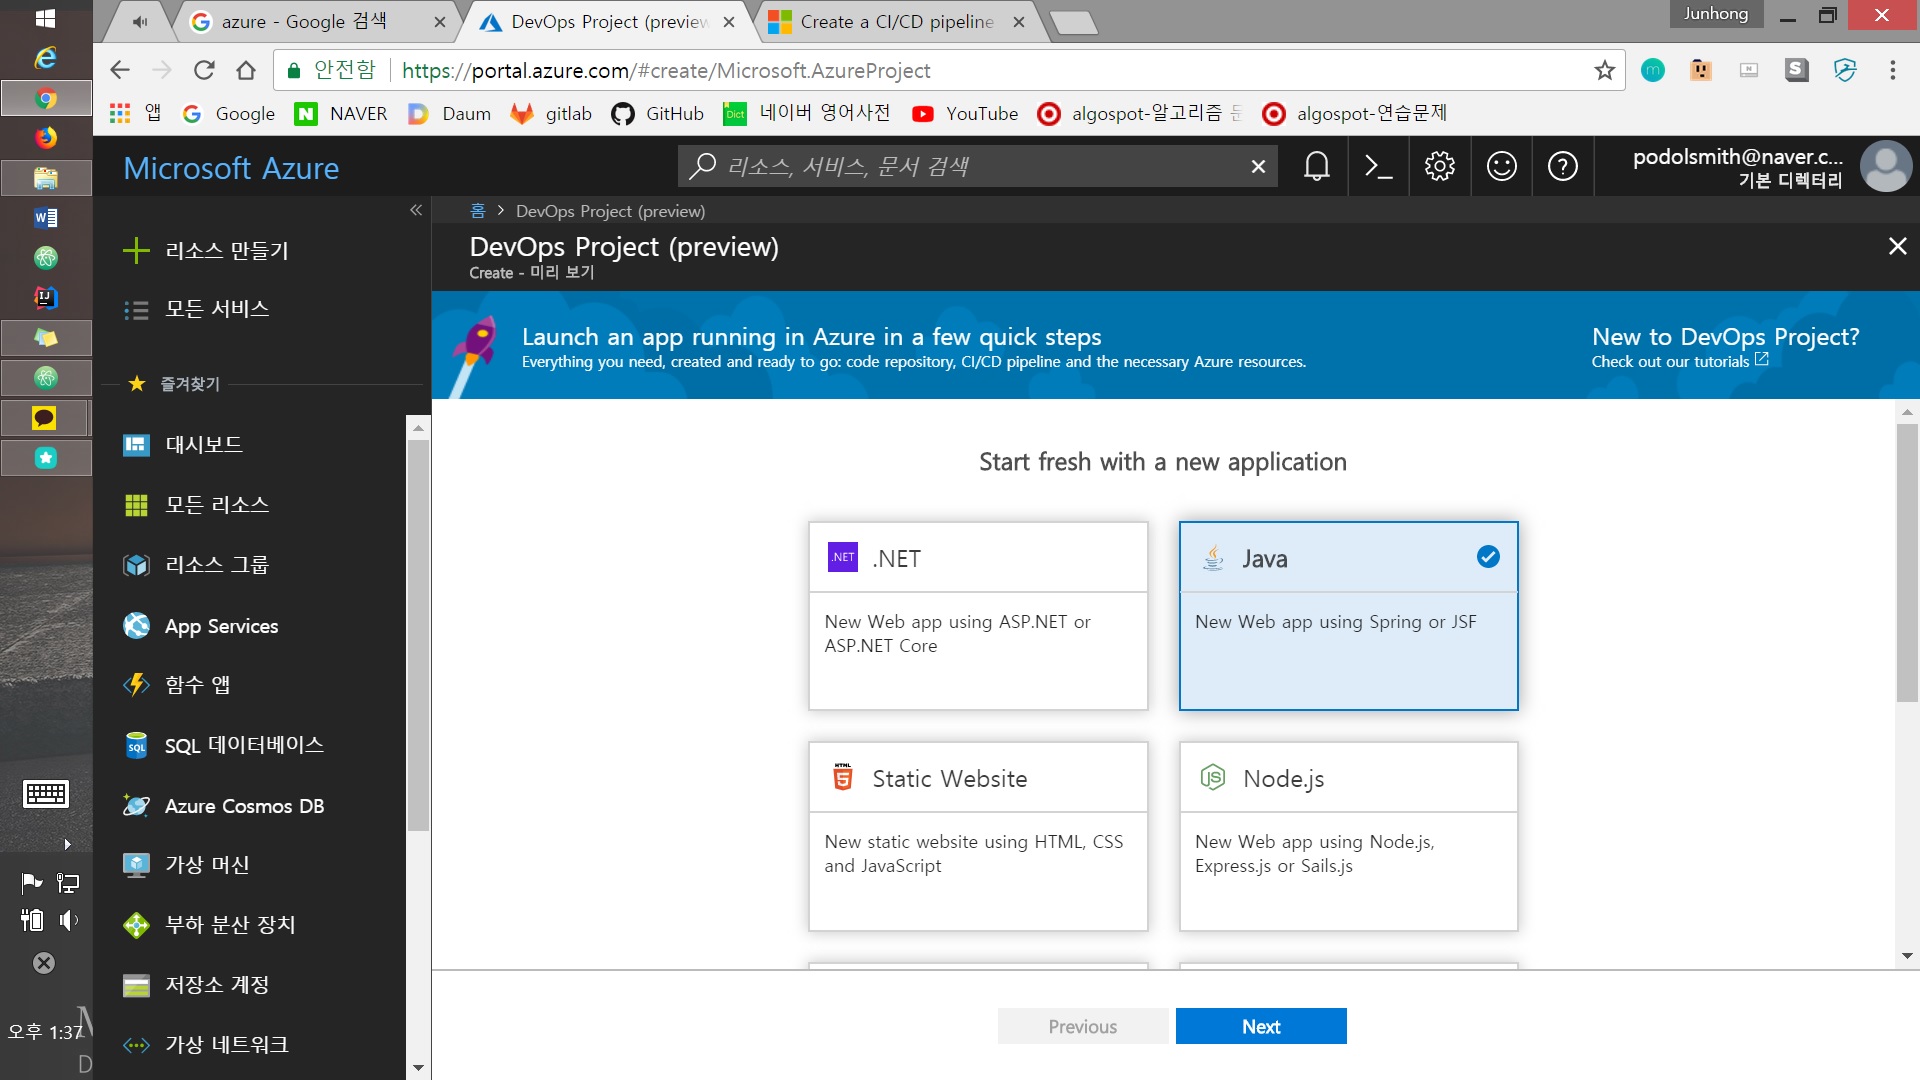 azure - Google 검색
DevOps Project (preview
Create a CI/CD pipeline
Junhong
안전함
https://portal.azure.com/#create/Microsoft.AzureProject
앱
Google
NAVER
Daum
gitlab
GitHub
Dict
네이버 영어사전
YouTube
algospot-알고리즘
algospot-연습문제
Microsoft Azure
리소스, 서비스, 문서 검색
podolsmith@naver.c...
기본 디렉터리
홈 > DevOps Project (preview)
DevOps Project (preview)
Create - 미리 보기
리소스 만들기
모든 서비스
즐겨찾기
대시보드
모든 리소스
리소스 그룹
App Services
함수 앱
SQL 데이터베이스
Azure Cosmos DB
가상 머신
부하 분산 장치
저장소 계정
가상 네트워크
Launch an app running in Azure in a few quick steps
Everything you need, created and ready to go: code repository, CI/CD pipeline and the necessary Azure resources.
New to DevOps Project?
Check out our tutorials
Start fresh with a new application
.NET
.NET
New Web app using ASP.NET or
ASP.NET Core
Java
New Web app using Spring or JSF
HTML
5
Static Website
New static website using HTML, CSS
and JavaScript
JS
Node.js
New Web app using Node.js,
Express.js or Sails.js
Previous
Next
오후 1:37